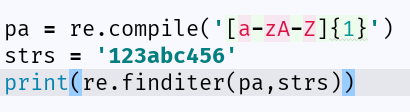 pa = re.compile('[a-zA-Z]{1}')
strs = '123abc456'
print(re.finditer(pa,strs))